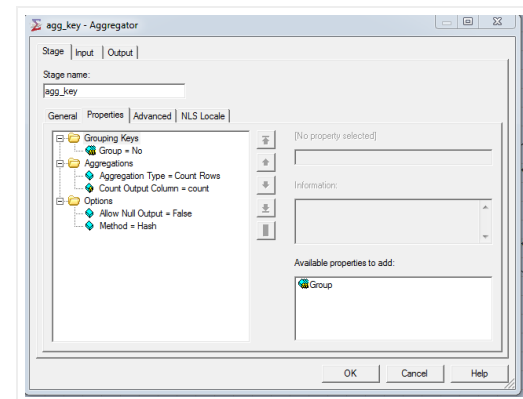 agg_key - Aggregator
Stage Input Output
Stage name:
agg_key
General Properties Advanced NLS Locale
Grouping Keys
Group = No
Aggregations
Aggregation Type = Count Rows
Count Output Column = count
Options
Allow Null Output = False
Method = Hash
[No property selected]
Information:
Available properties to add:
Group
OK Cancel Help